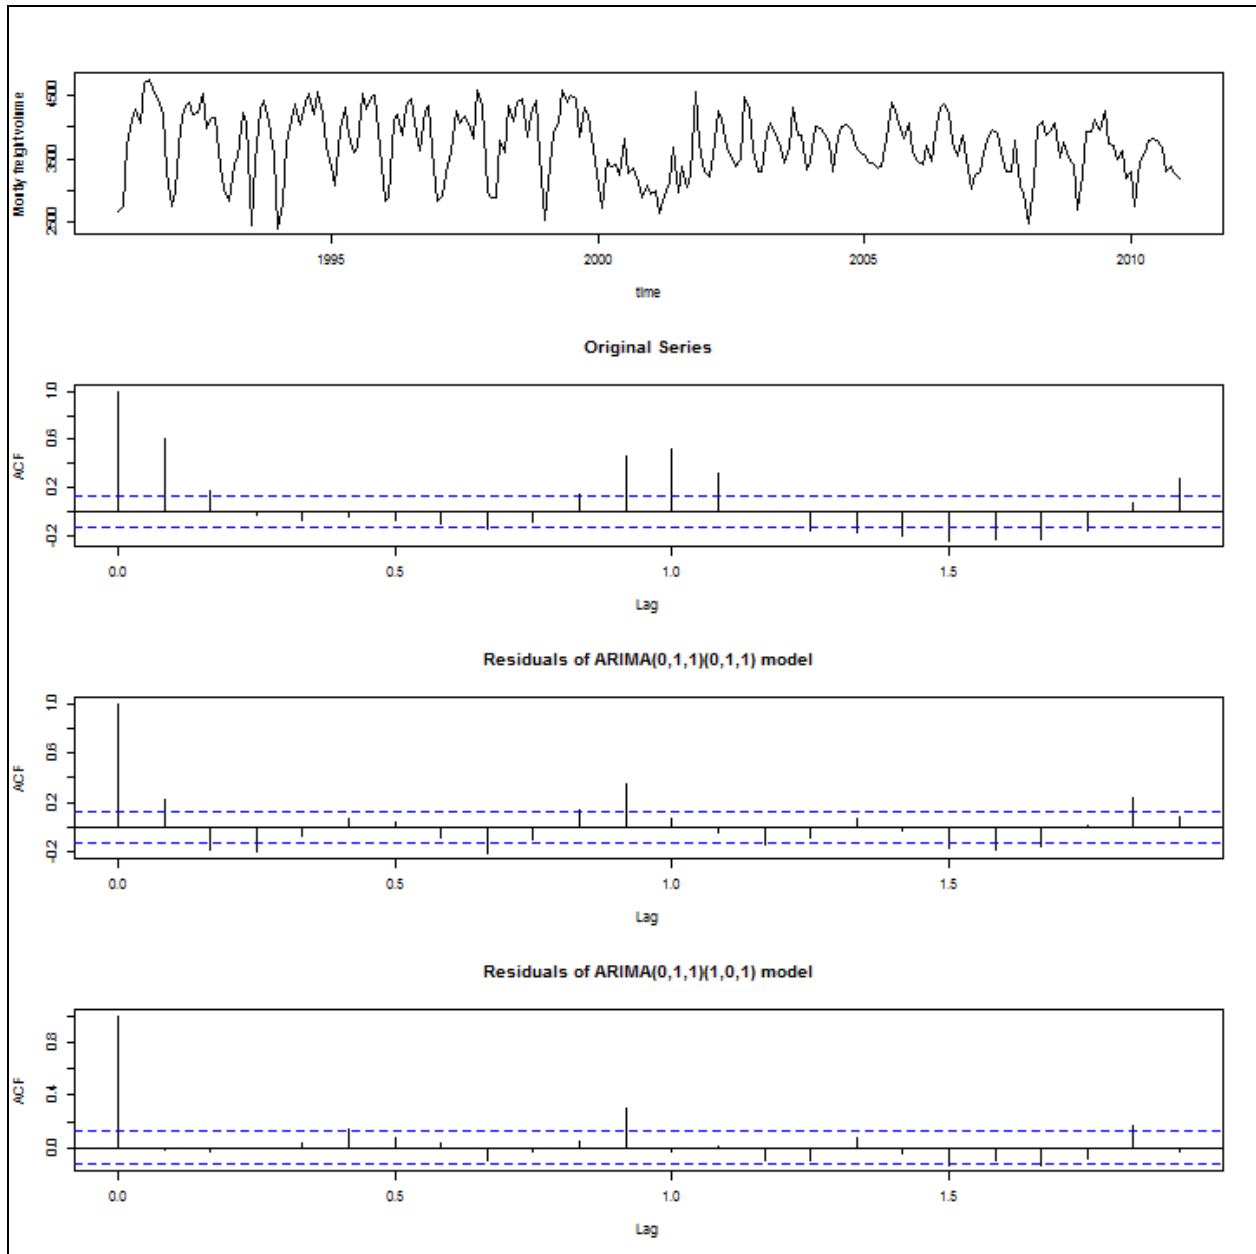 Montly freight volume
4500
3500
2500
1995
2000
2005
2010
time
Original Series
ACF
1.0
0.6
0.2
-0.2
0.0
0.5
1.0
1.5
Lag
Residuals of ARIMA(0,1,1)(0,1,1) model
ACF
1.0
0.6
0.2
-0.2
0.0
0.5
1.0
1.5
Lag
Residuals of ARIMA(0,1,1)(1,0,1) model
ACF
0.8
0.4
0.0
0.0
0.5
1.0
1.5
Lag